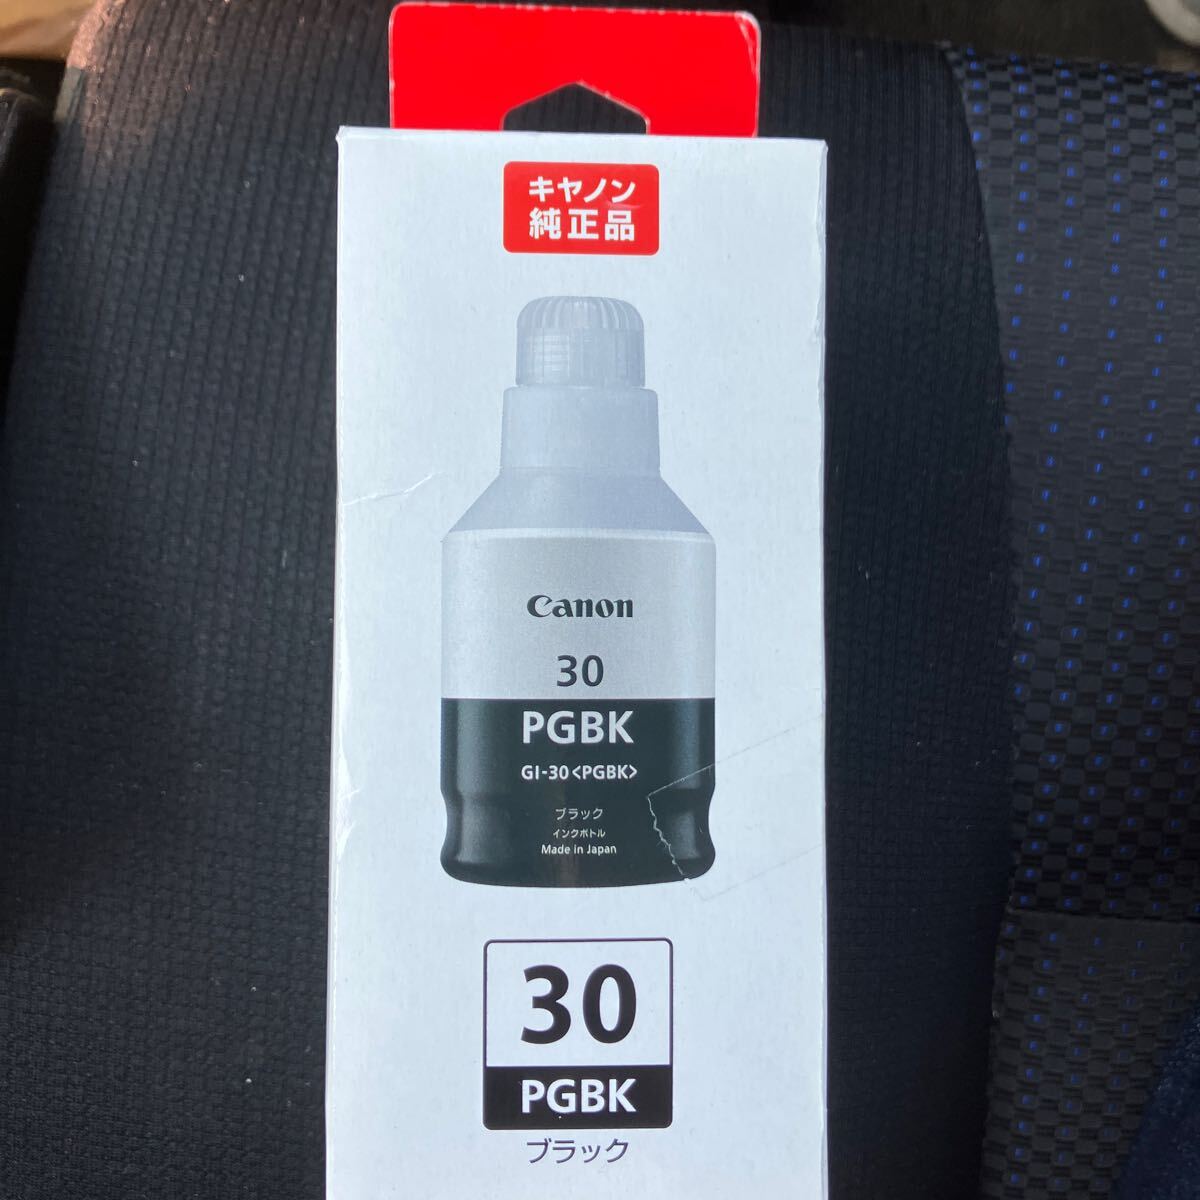 キヤノン
純正品
Canon
30
PGBK
GI-30<PGBK>
ブラック
インクボトル
Made in Japan
30
PGBK
ブラック